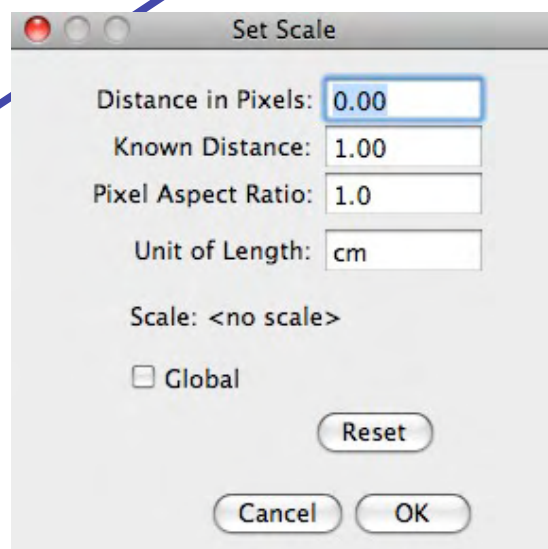 Set Scale
Distance in Pixels: 0.00
Known Distance: 1.00
Pixel Aspect Ratio: 1.0
Unit of Length: cm
Scale: <no scale>
Global
Reset
Cancel OK